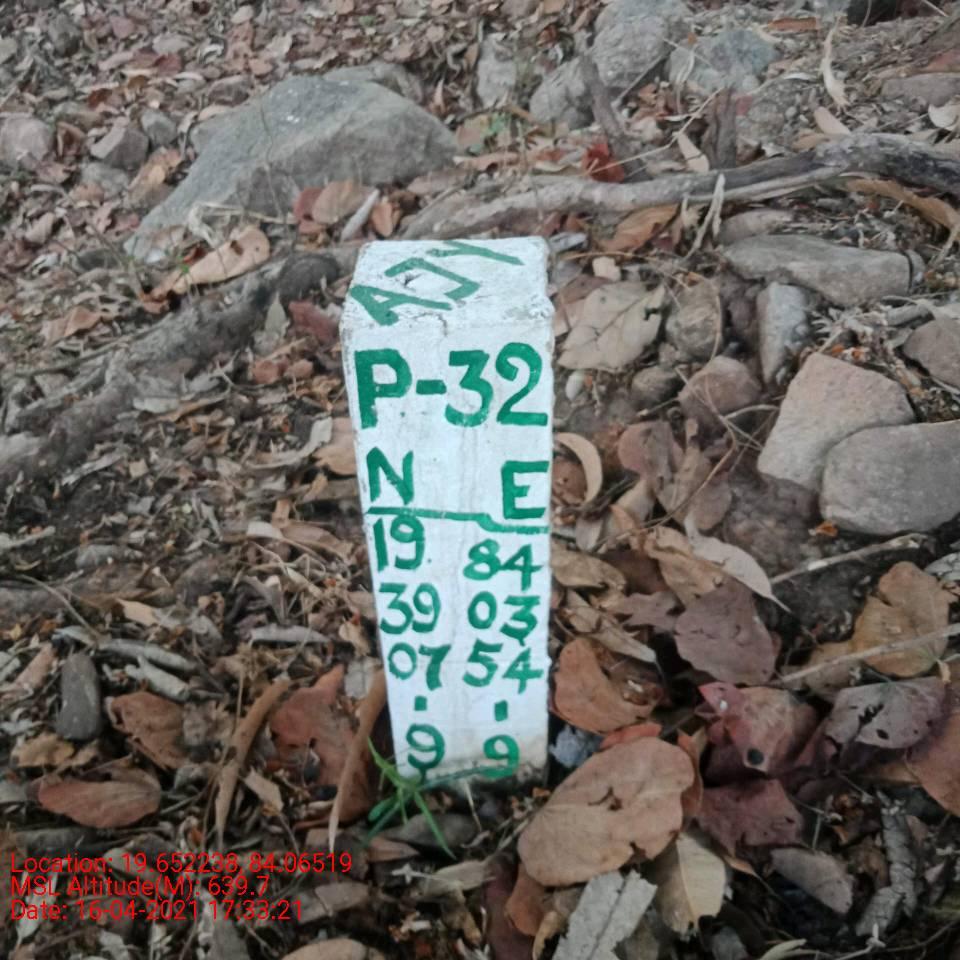 AJY
P-32
N E
19 84
39 03
07 54
- -
9 9
Location: 19.652238,84.06519
MSL Altitude(M): 639.7
Date: 16-04-2021 17:33:21